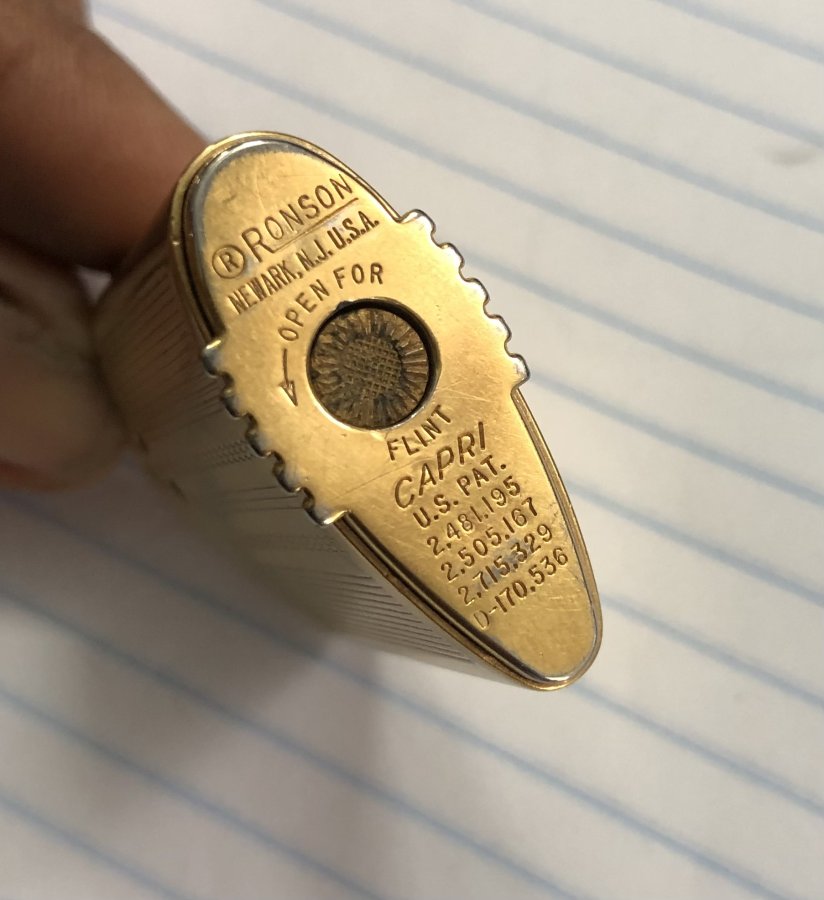 ® RONSON
NEWARK, N.J. U.S.A.
OPEN FOR
FLINT
CAPRI
U.S. PAT.
2,481,195
2,505,167
2,715,329
D-170,536